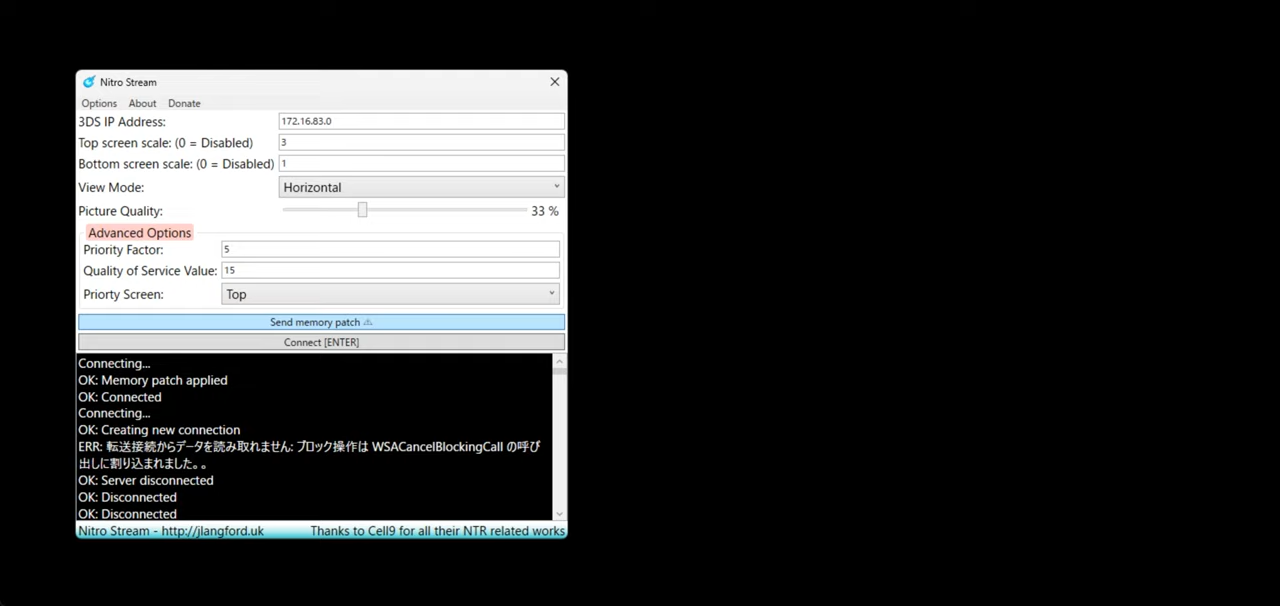 Nitro Stream
Options About Donate
3DS IP Address: 172.16.83.0
Top screen scale: (0 = Disabled) 3
Bottom screen scale: (0 = Disabled) 1
View Mode: Horizontal
Picture Quality: 33 %
Advanced Options
Priority Factor: 5
Quality of Service Value: 15
Priorty Screen: Top
Send memory patch ⚠
Connect [ENTER]
Connecting...
OK: Memory patch applied
OK: Connected
Connecting...
OK: Creating new connection
ERR: 転送接続からデータを読み取れません: ブロック操作は WSACancelBlockingCall の呼び
出しに割り込まれました。。
OK: Server disconnected
OK: Disconnected
OK: Disconnected
Nitro Stream - http://jlangford.uk Thanks to Cell9 for all their NTR related works